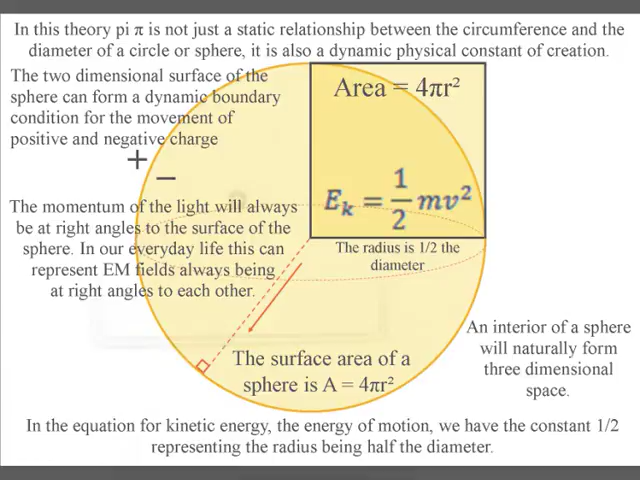 In this theory pi π is not just a static relationship between the circumference and the
diameter of a circle or sphere, it is also a dynamic physical constant of creation.
The two dimensional surface of the
sphere can form a dynamic boundary
condition for the movement of
positive and negative charge
+
−
Area = 4πr²
E_k = 1/2 mv²
The momentum of the light will always
be at right angles to the surface of the
sphere. In our everyday life this can
represent EM fields always being
at right angles to each other.
The radius is 1/2 the
diameter
An interior of a sphere
will naturally form
three dimensional
space.
The surface area of a
sphere is A = 4πr²
In the equation for kinetic energy, the energy of motion, we have the constant 1/2
representing the radius being half the diameter.